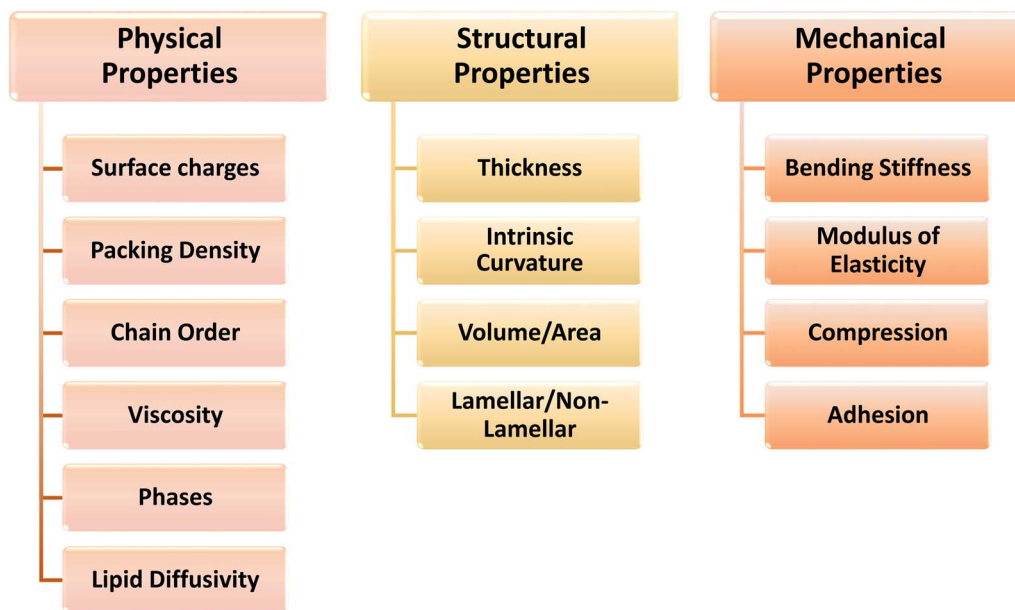 Physical
Properties
Surface charges
Packing Density
Chain Order
Viscosity
Phases
Lipid Diffusivity
Structural
Properties
Thickness
Intrinsic
Curvature
Volume/Area
Lamellar/Non-
Lamellar
Mechanical
Properties
Bending Stiffness
Modulus of
Elasticity
Compression
Adhesion